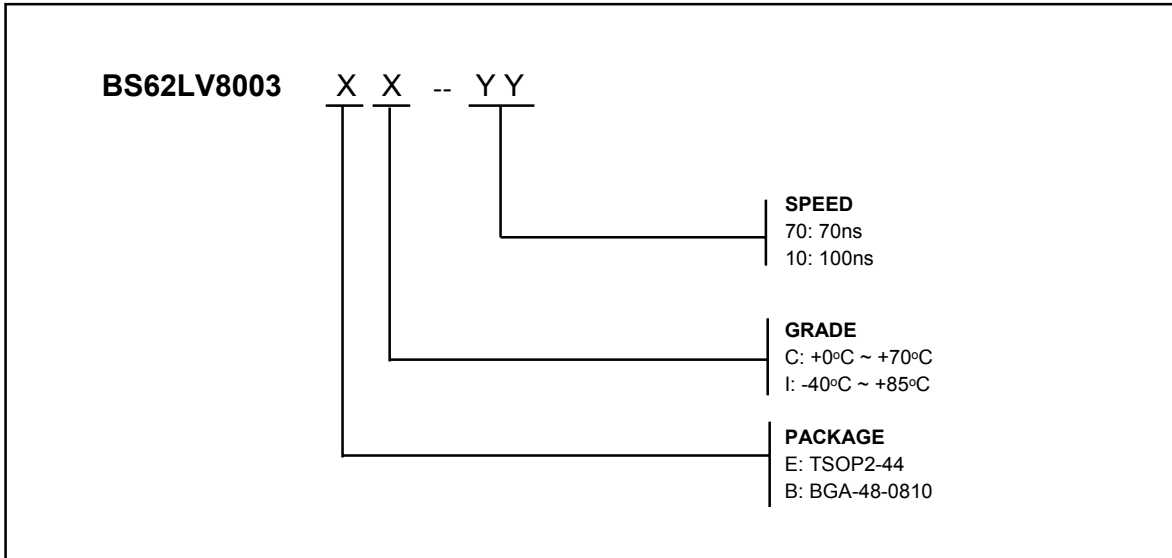 BS62LV8003 X X -- Y Y
SPEED
70: 70ns
10: 100ns
GRADE
C: +0oC ~ +70oC
I: -40oC ~ +85oC
PACKAGE
E: TSOP2-44
B: BGA-48-0810